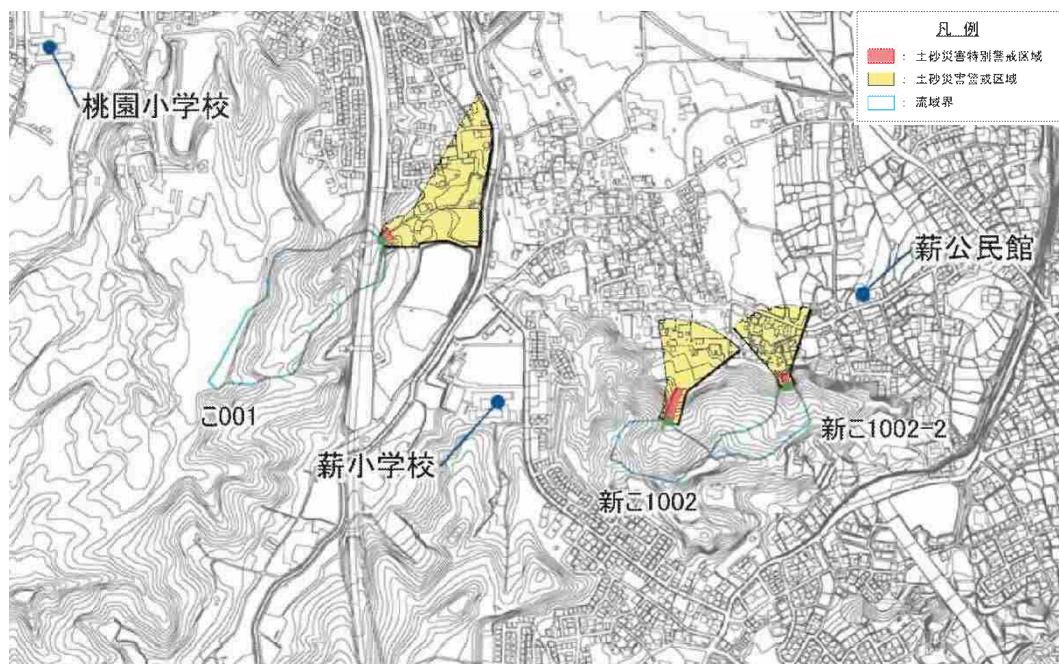 凡 例
： 土砂災害特別警戒区域
： 土砂災害警戒区域
： 流域界
桃園小学校
薪公民館
こ001
薪小学校
新こ1002-2
新こ1002